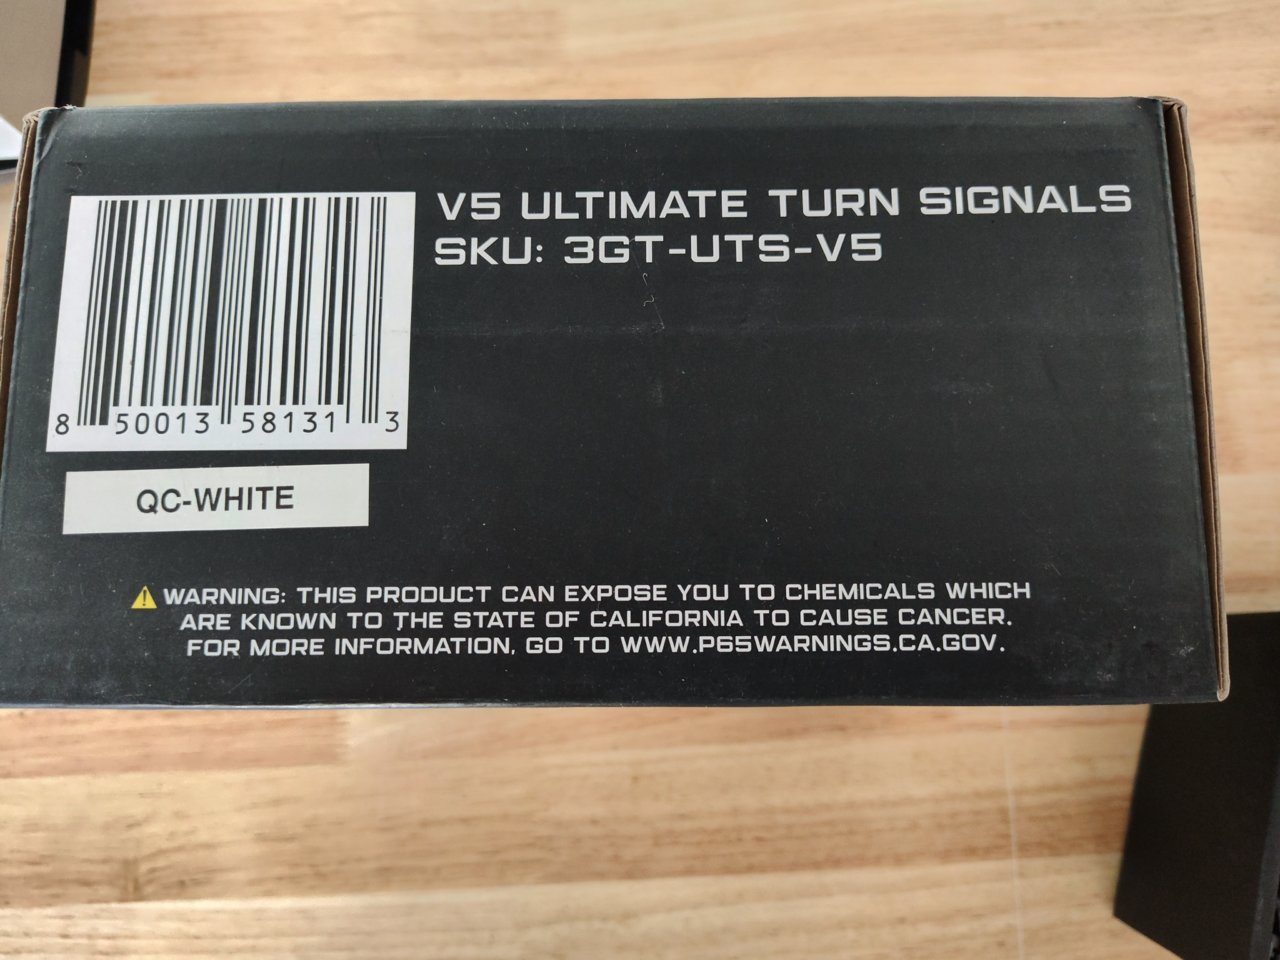 V5 ULTIMATE TURN SIGNALS
SKU: 3GT-UTS-V5
8 50013 58131 3
QC-WHITE
WARNING: THIS PRODUCT CAN EXPOSE YOU TO CHEMICALS WHICH
ARE KNOWN TO THE STATE OF CALIFORNIA TO CAUSE CANCER.
FOR MORE INFORMATION, GO TO WWW.P65WARNINGS.CA.GOV.